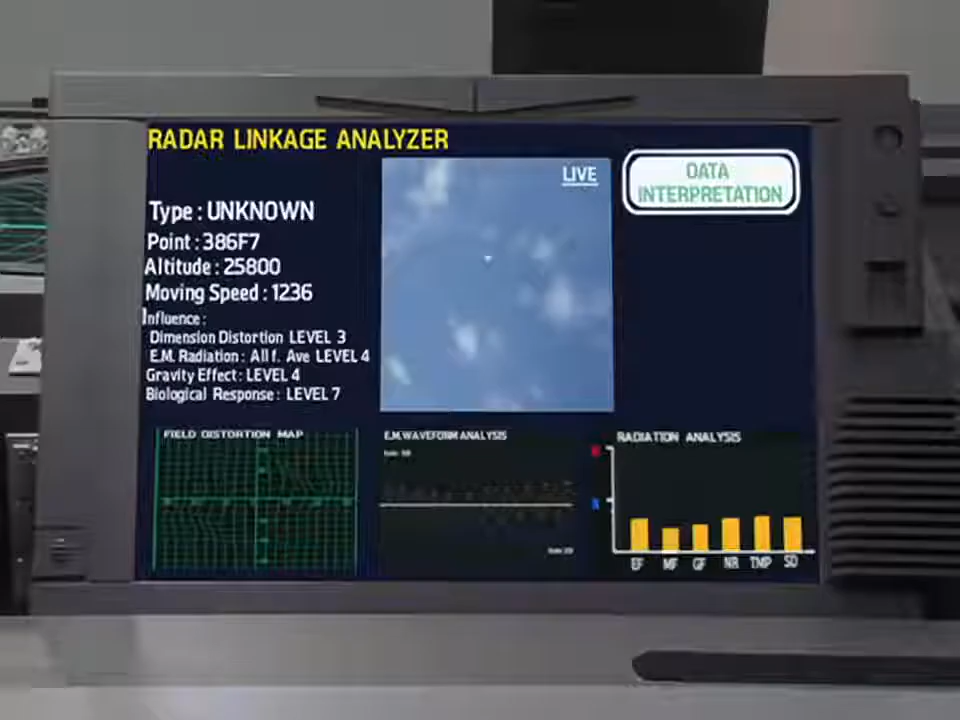 RADAR LINKAGE ANALYZER
LIVE
DATA
INTERPRETATION
Type : UNKNOWN
Point : 386F7
Altitude : 25800
Moving Speed : 1236
Influence :
Dimension Distortion LEVEL 3
E.M. Radiation : All f. Ave LEVEL 4
Gravity Effect : LEVEL 4
Biological Response : LEVEL 7
FIELD DISTORTION MAP
E.M.WAVEFORM ANALYSIS
RADIATION ANALYSIS
EF MF GF NR TMP SD